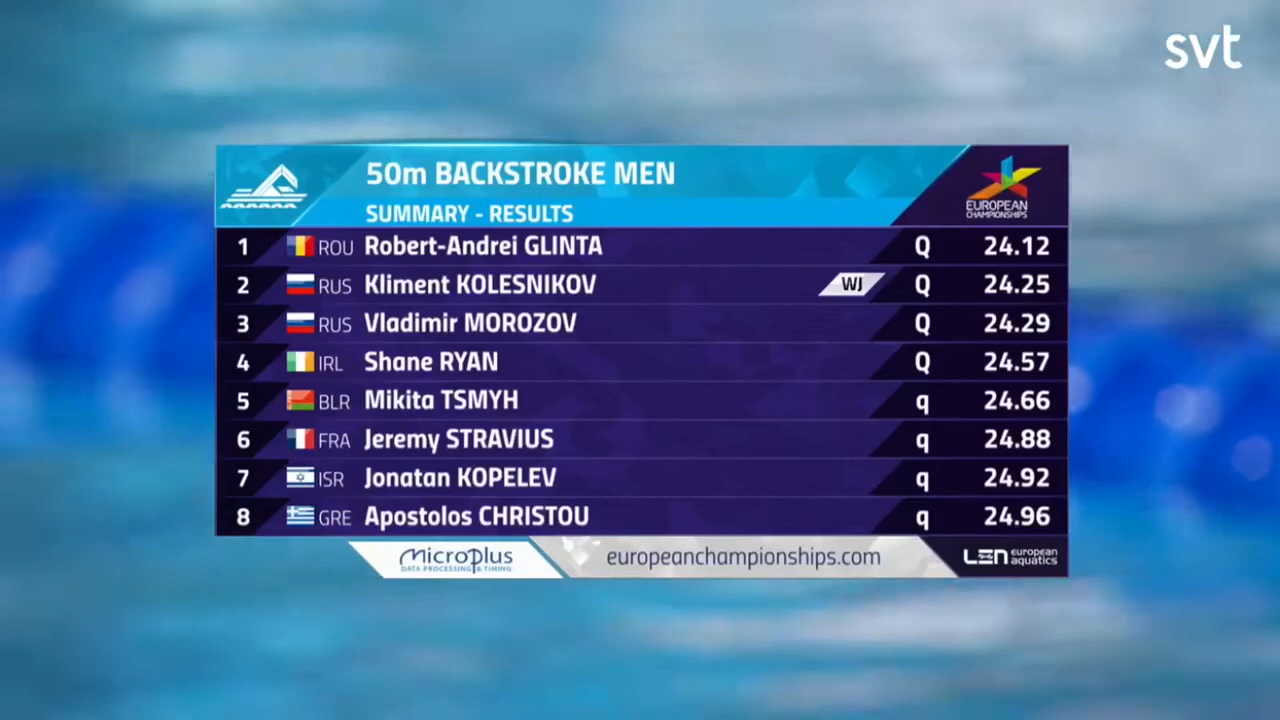 svt
50m BACKSTROKE MEN
SUMMARY - RESULTS
EUROPEAN
CHAMPIONSHIPS
1 ROU Robert-Andrei GLINTA Q 24.12
2 RUS Kliment KOLESNIKOV WJ Q 24.25
3 RUS Vladimir MOROZOV Q 24.29
4 IRL Shane RYAN Q 24.57
5 BLR Mikita TSMYH q 24.66
6 FRA Jeremy STRAVIUS q 24.88
7 ISR Jonatan KOPELEV q 24.92
8 GRE Apostolos CHRISTOU q 24.96
Microplus
DATA PROCESSING & TIMING
europeanchampionships.com
LEN european
aquatics